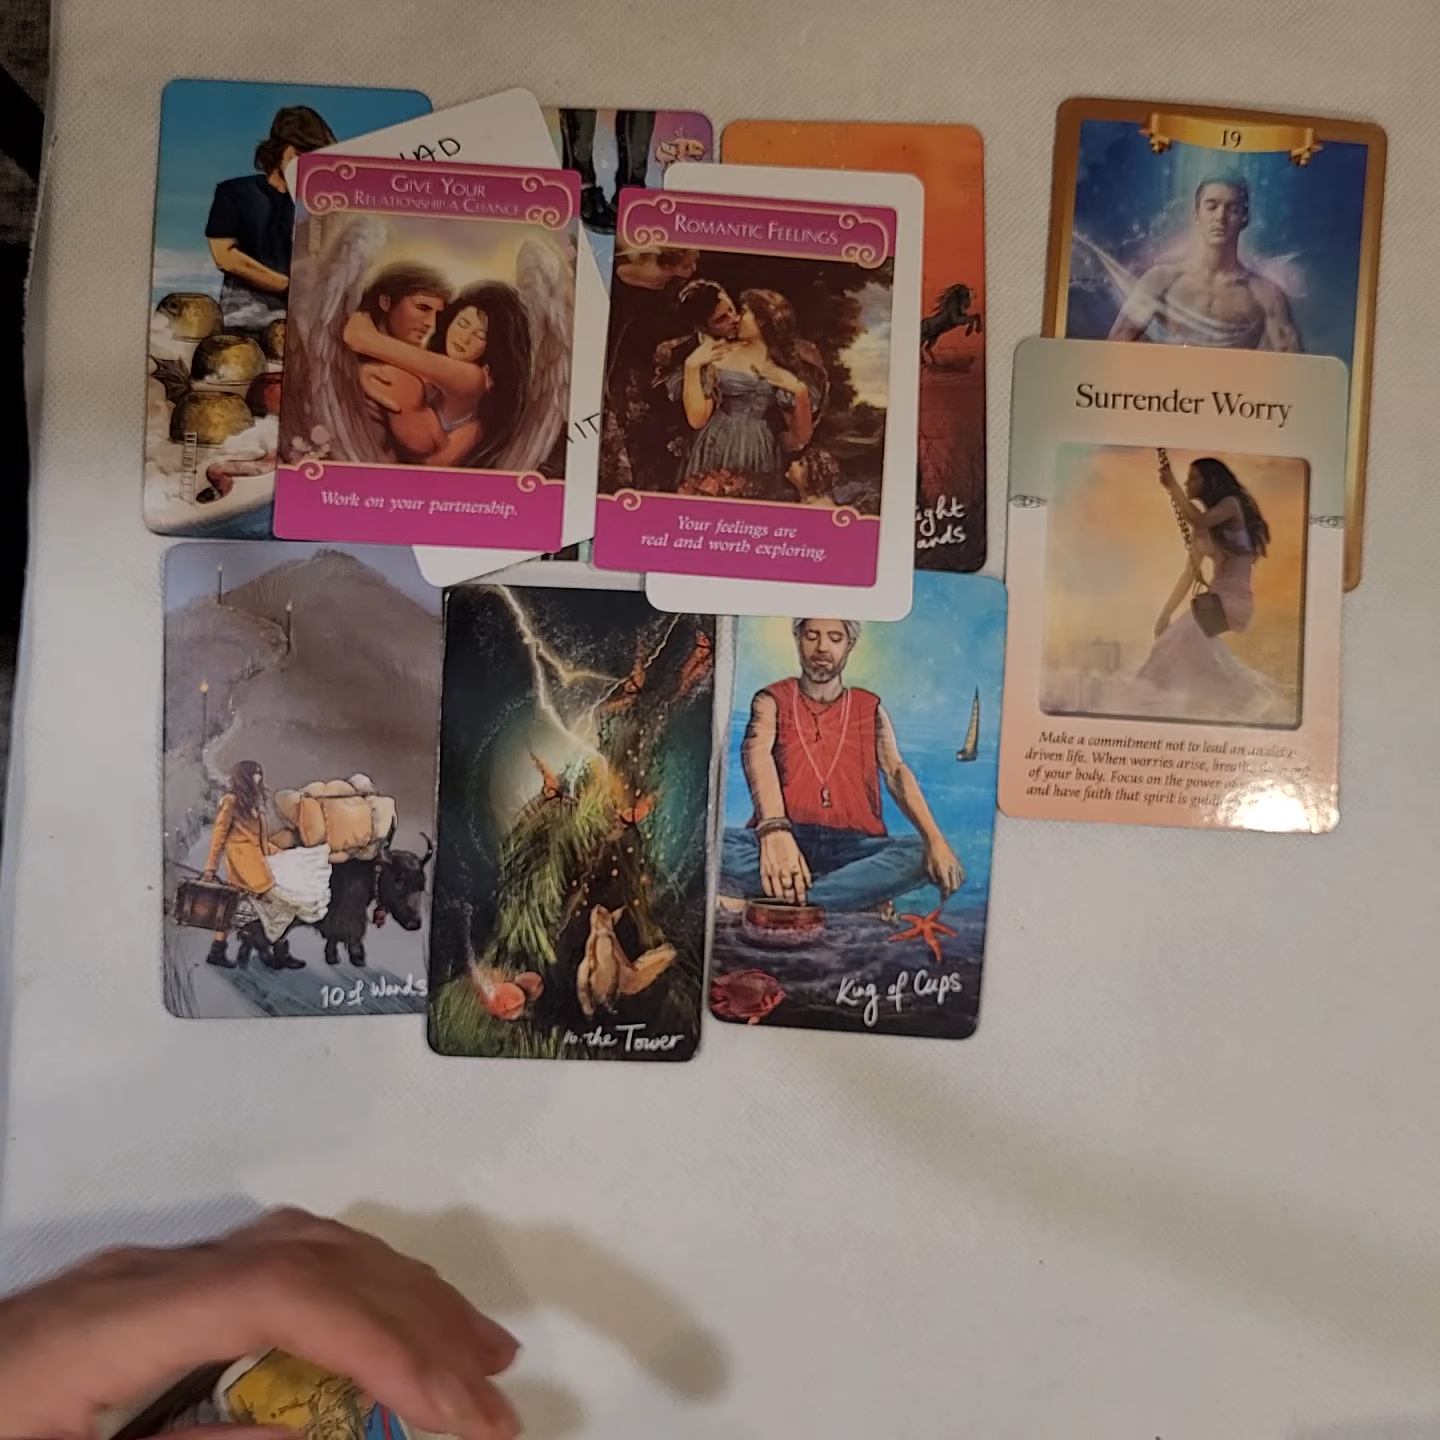 GIVE YOUR
RELATIONSHIP A CHANCE
Work on your partnership.
ROMANTIC FEELINGS
Your feelings are
real and worth exploring.
19
Surrender Worry
Make a commitment not to lead an anxiety
driven life. When worries arise, breathe
of your body. Focus on the power
and have faith that spirit is
10 of Wands
16. the Tower
King of Cups